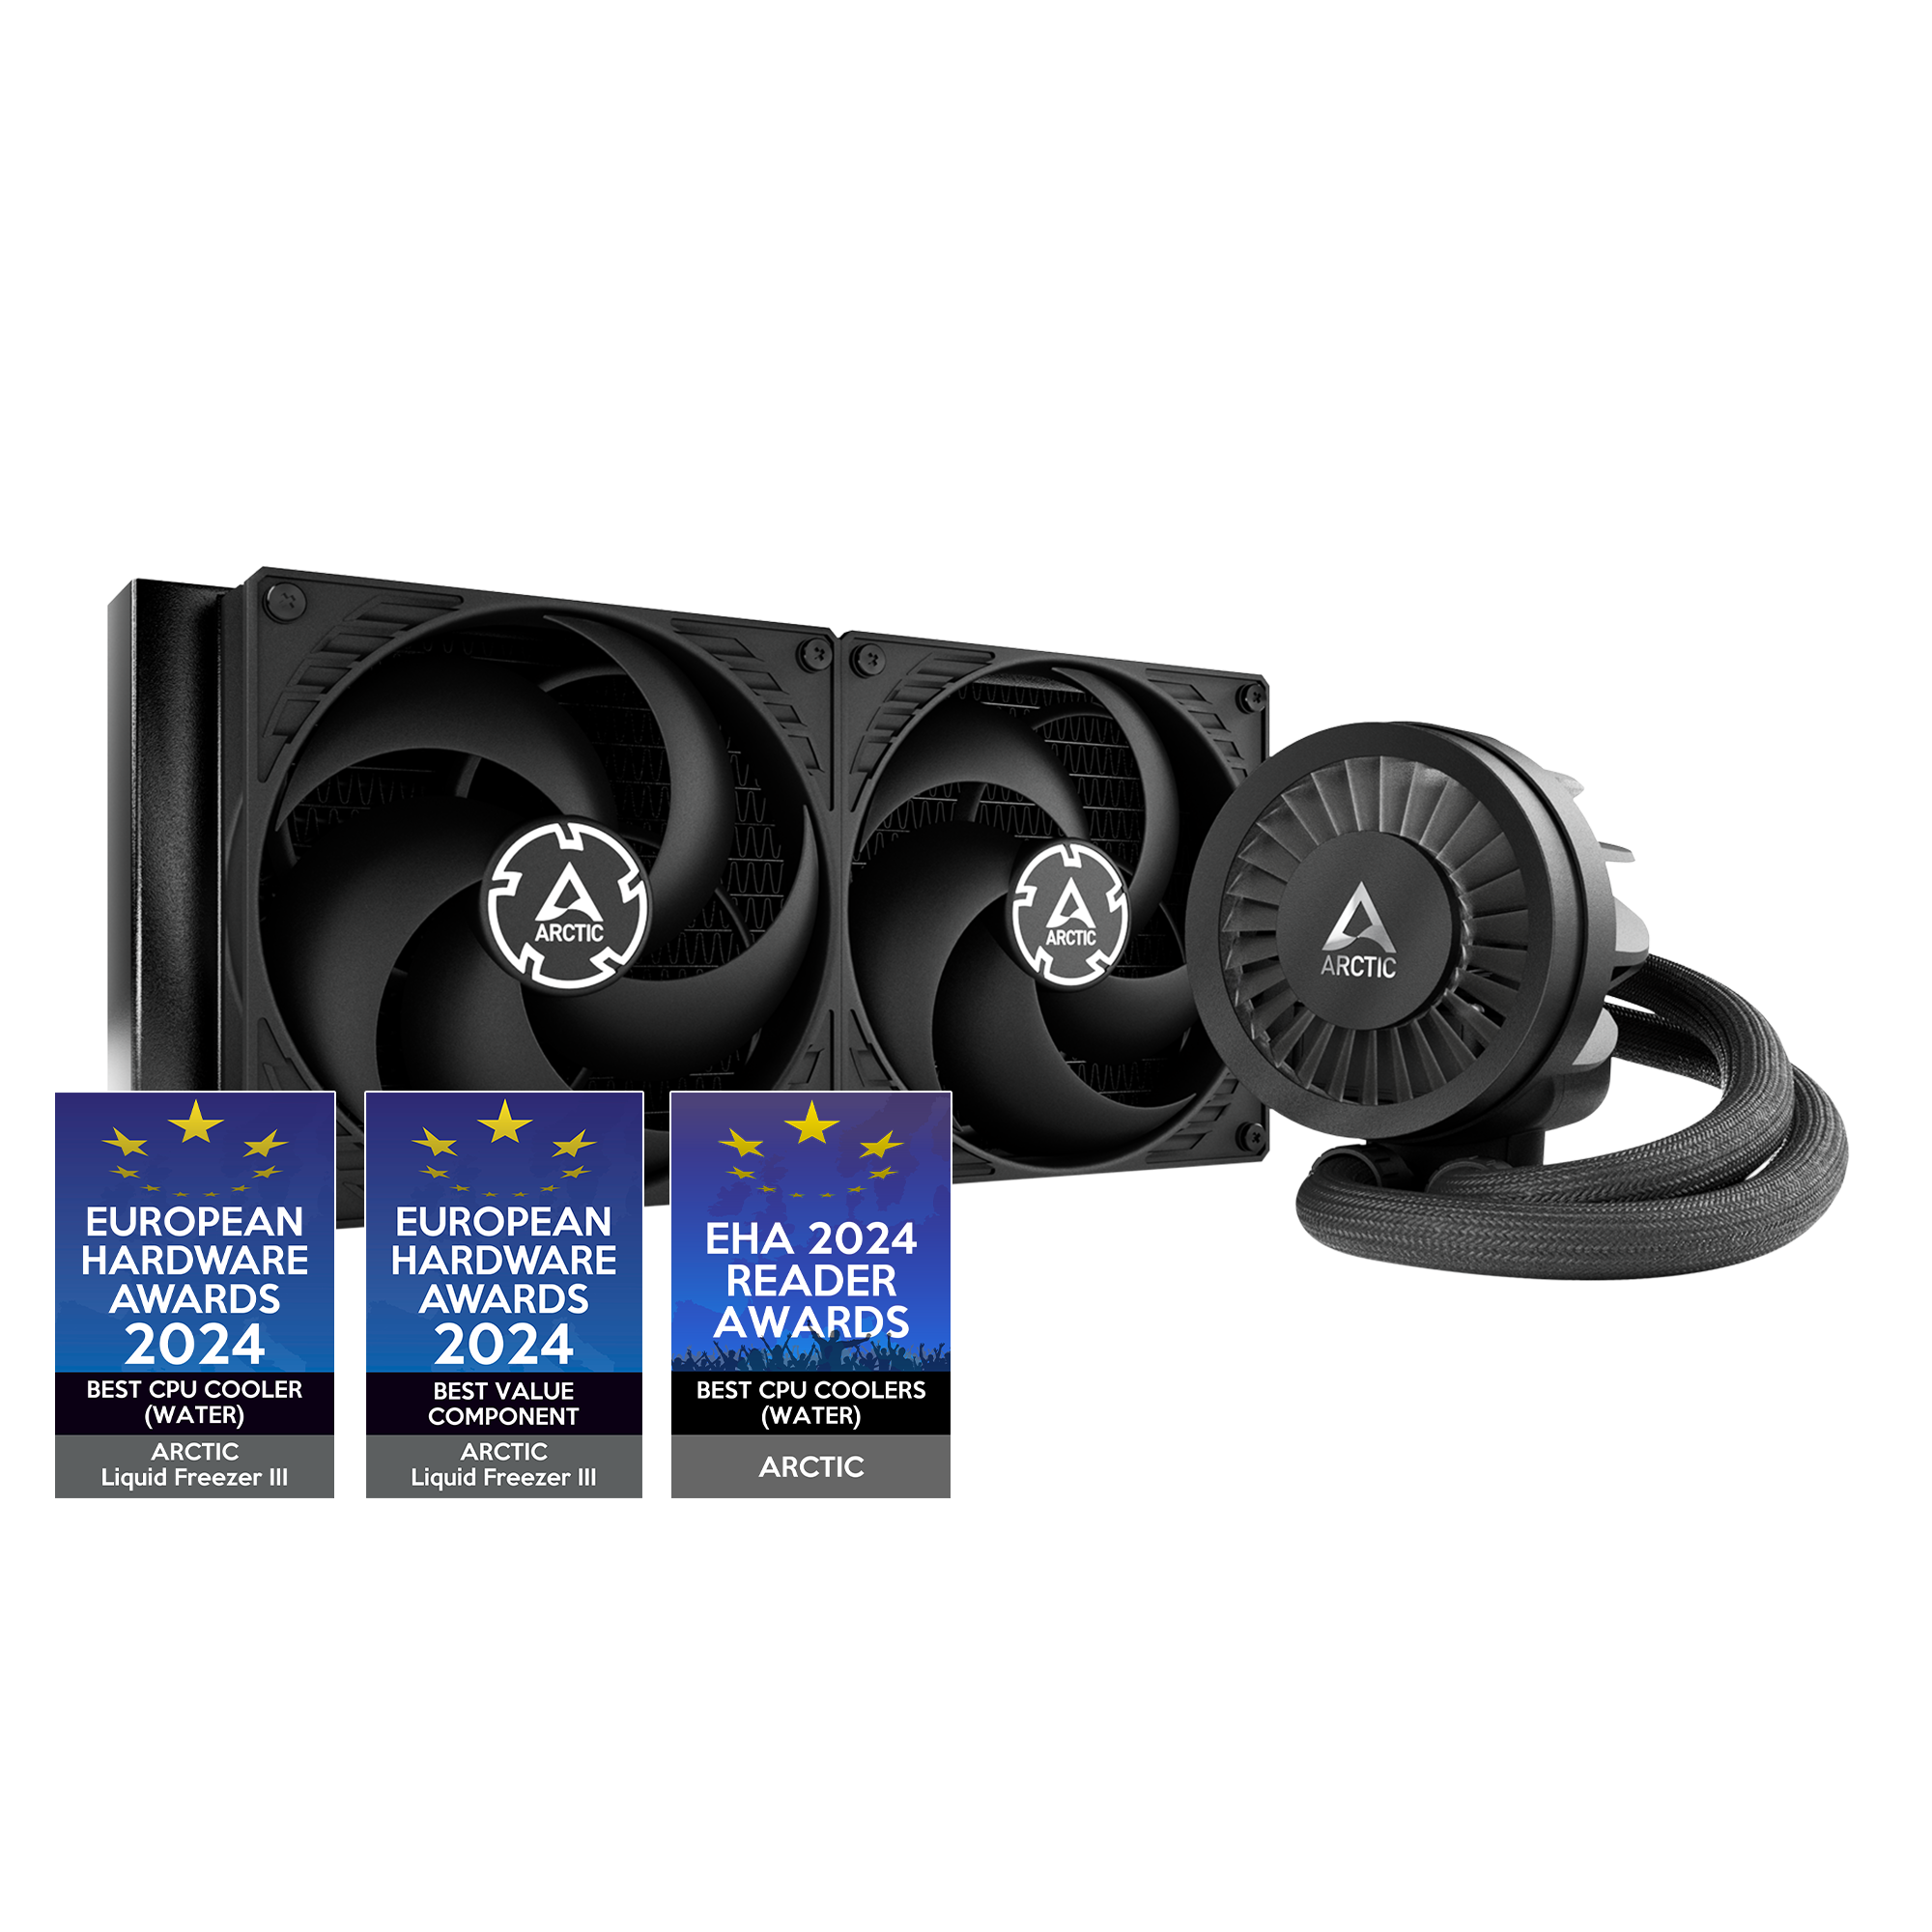 ARCTIC
ARCTIC
ARCTIC
EUROPEAN
HARDWARE
AWARDS
2024
BEST CPU COOLER
(WATER)
ARCTIC
Liquid Freezer III
EUROPEAN
HARDWARE
AWARDS
2024
BEST VALUE
COMPONENT
ARCTIC
Liquid Freezer III
EHA 2024
READER
AWARDS
BEST CPU COOLERS
(WATER)
ARCTIC